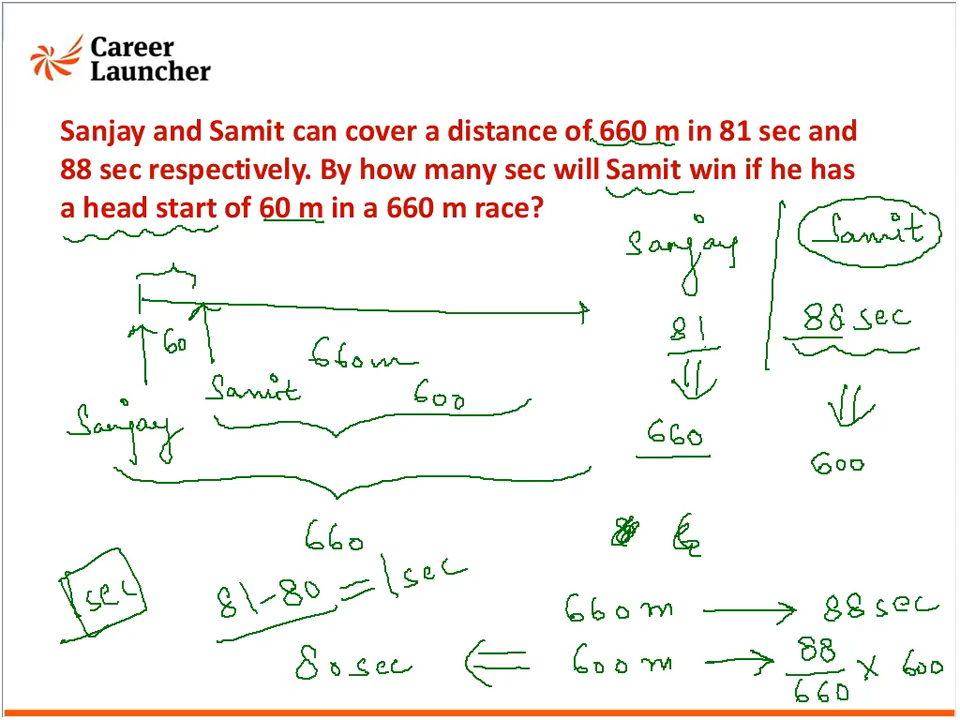 Career
Launcher
Sanjay and Samit can cover a distance of 660 m in 81 sec and
88 sec respectively. By how many sec will Samit win if he has
a head start of 60 m in a 660 m race?
Sanjay
Samit
81
88 sec
60
660m
Samit
600
Sanjay
660
600
660
sec
81-80 = 1 sec
660 m → 88 sec
80 sec ⇐ 600 m → 88/660 × 600